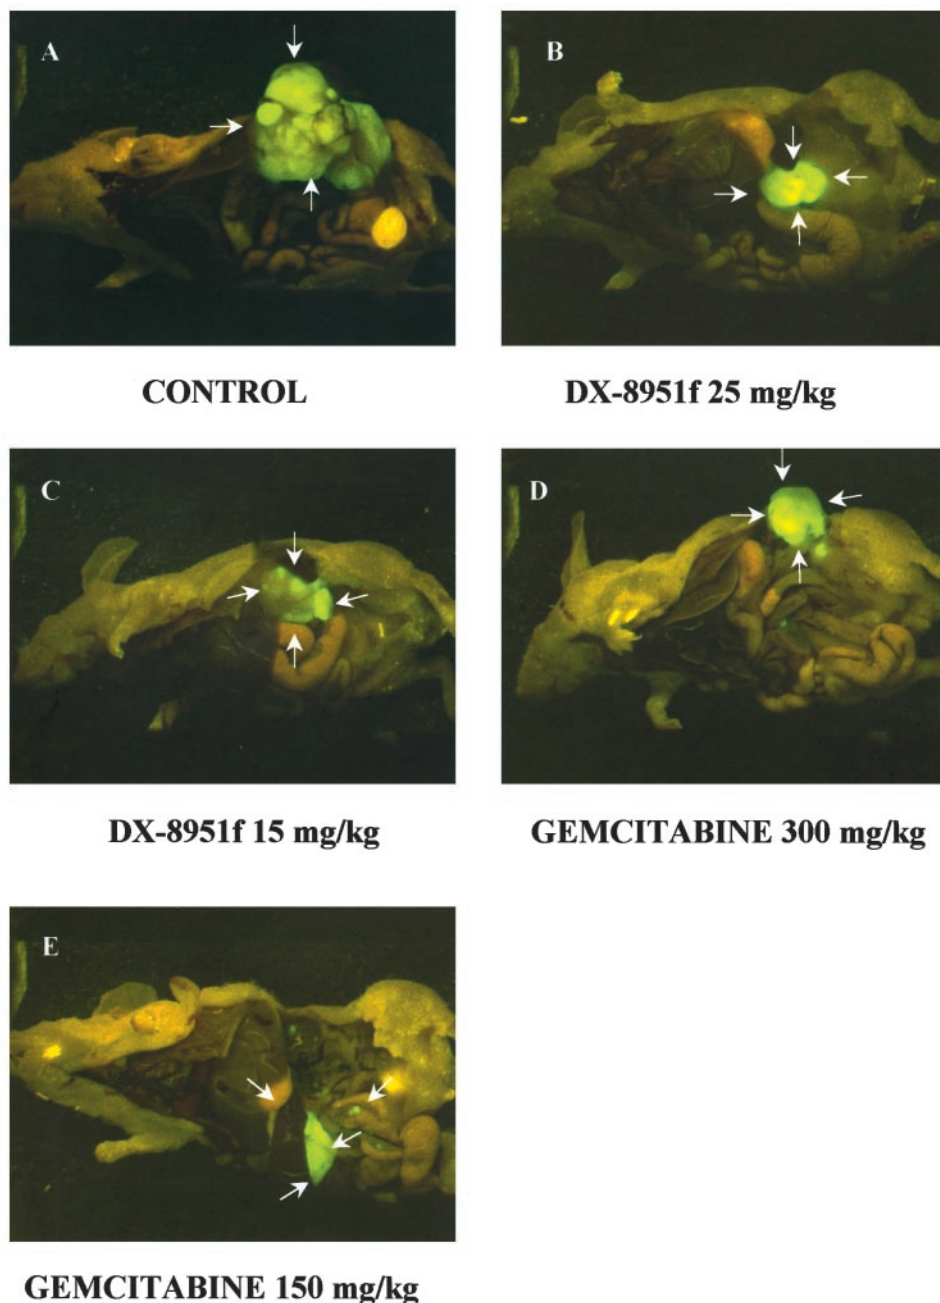 A
B
CONTROL
DX-8951f 25 mg/kg
C
D
DX-8951f 15 mg/kg
GEMCITABINE 300 mg/kg
E
GEMCITABINE 150 mg/kg